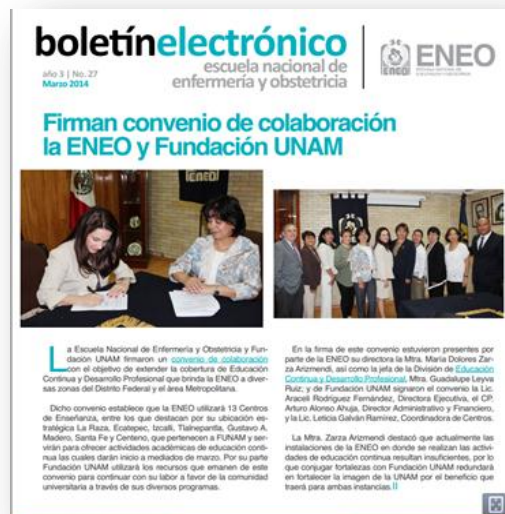 boletínelectrónico
escuela nacional de
enfermería y obstetricia
año 3 | No. 27
Marzo 2014
ENEO
Firman convenio de colaboración
la ENEO y Fundación UNAM
La Escuela Nacional de Enfermería y Obstetricia y Fun-
dación UNAM firmaron un convenio de colaboración
con el objetivo de extender la cobertura de Educación
Continua y Desarrollo Profesional que brinda la ENEO a diver-
sas zonas del Distrito Federal y el área Metropolitana.
Dicho convenio establece que la ENEO utilizará 13 Centros
de Enseñanza, entre los que destacan por su ubicación es-
tratégica La Raza, Ecatepec, Izcalli, Tlalnepantla, Gustavo A.
Madero, Santa Fe y Centeno, que pertenecen a FUNAM y ser-
virán para ofrecer actividades académicas de educación conti-
nua las cuales darán inicio a mediados de marzo. Por su parte
Fundación UNAM utilizará los recursos que emanen de este
convenio para continuar con su labor a favor de la comunidad
universitaria a través de sus diversos programas.
En la firma de este convenio estuvieron presentes por
parte de la ENEO su directora la Mtra. María Dolores Zar-
za Arizmendi, así como la jefa de la División de Educación
Continua y Desarrollo Profesional, Mtra. Guadalupe Leyva
Ruiz, y de Fundación UNAM signaron el convenio la Lic.
Araceli Rodríguez Fernández, Directora Ejecutiva, el CP.
Arturo Alonso Ahuja, Director Administrativo y Financiero,
y la Lic. Leticia Galván Ramírez, Coordinadora de Centros.
La Mtra. Zarza Arizmendi destacó que actualmente las
instalaciones de la ENEO en donde se realizan las activi-
dades de educación continua resultan insuficientes, por lo
que conjugar fortalezas con Fundación UNAM redundará
en fortalecer la imagen de la UNAM por el beneficio que
traerá para ambas instancias.